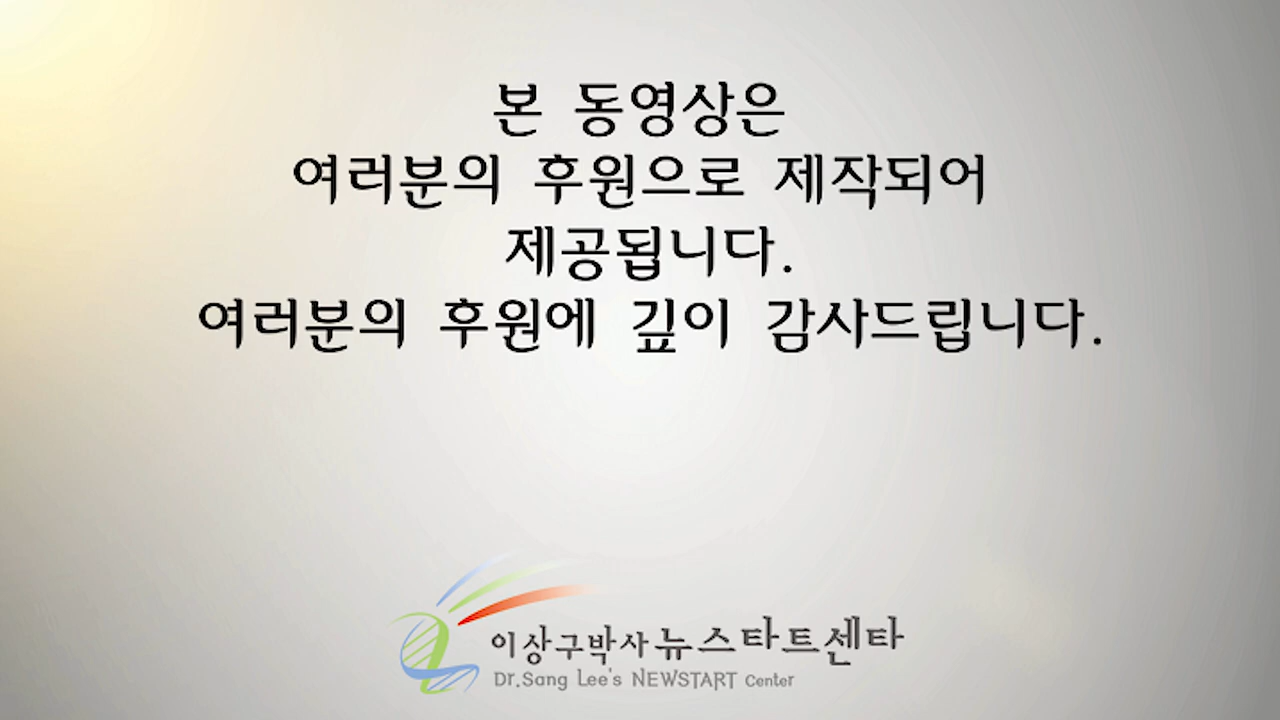 본 동영상은
여러분의 후원으로 제작되어
제공됩니다.
여러분의 후원에 깊이 감사드립니다.
이상구박사 뉴스타트센타
Dr.Sang Lee's NEWSTART Center